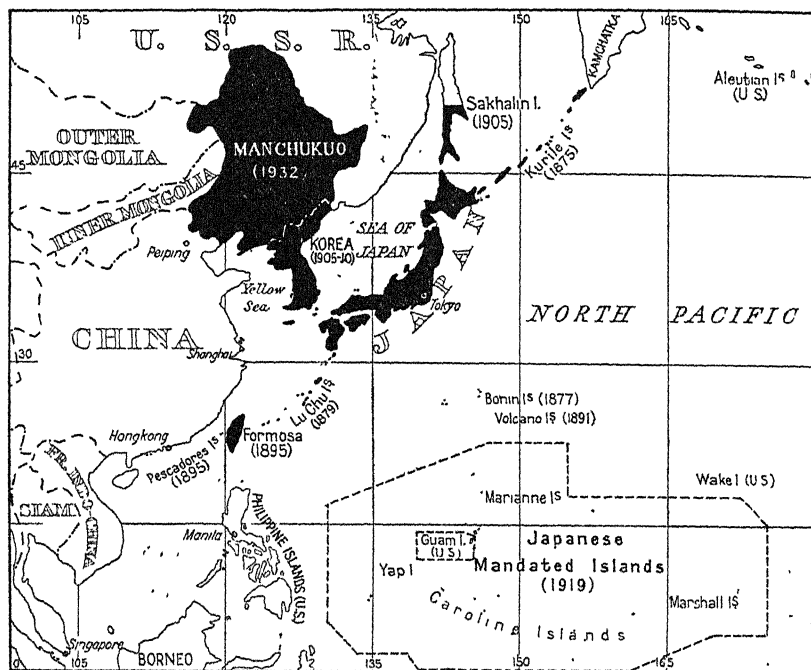 120
135
150
165
U. S. S. R.
KAMCHATKA
Aleutian Is
(U S)
Sakhalin I.
(1905)
OUTER
MONGOLIA
MANCHUKUO
(1932
Kurile Is
(1875)
45
INNER MONGOLIA
SEA OF
JAPAN
KOREA
(1905-10)
Peiping
Yellow
Sea
JAPAN
Tokyo
NORTH PACIFIC
CHINA
Shanghai
30
Lu Chu Is
(1879)
Bonin Is (1877)
Volcano Is (1891)
Hongkong
Pescadores Is
(1895)
Formosa
(1895)
FR. INDO-CHINA
Wake I (U S)
Marianne Is
SIAM
Manila
PHILIPPINE ISLANDS (U.S)
Guam I.
(U S)
Japanese
Mandated Islands
(1919)
Yap I
Marshall Is
Caroline Islands
Singapore
BORNEO
0
105
135
150
165
0